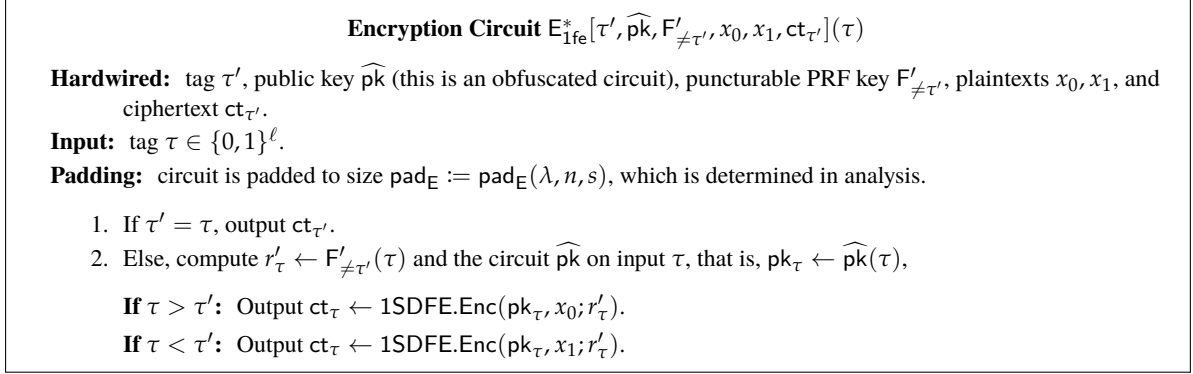 Encryption Circuit E*₁fe[τ′, p̂k, F′≠τ′, x₀, x₁, ctτ′](τ)
Hardwired: tag τ′, public key p̂k (this is an obfuscated circuit), puncturable PRF key F′≠τ′, plaintexts x₀, x₁, and
ciphertext ctτ′.
Input: tag τ ∈ {0, 1}^ℓ.
Padding: circuit is padded to size pad_E := pad_E(λ, n, s), which is determined in analysis.
1. If τ′ = τ, output ctτ′.
2. Else, compute r′τ ← F′≠τ′(τ) and the circuit p̂k on input τ, that is, pkτ ← p̂k(τ),
If τ > τ′: Output ctτ ← 1SDFE.Enc(pkτ, x₀; r′τ).
If τ < τ′: Output ctτ ← 1SDFE.Enc(pkτ, x₁; r′τ).